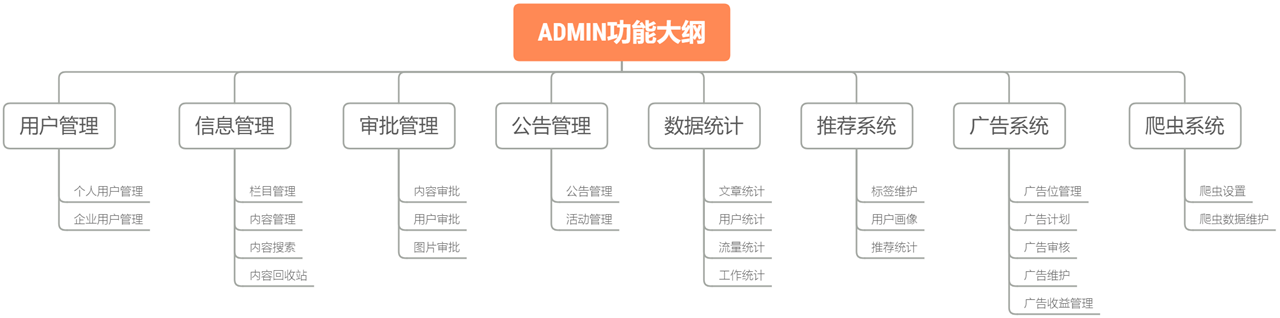 ADMIN功能大纲
用户管理
个人用户管理
企业用户管理
信息管理
栏目管理
内容管理
内容搜索
内容回收站
审批管理
内容审批
用户审批
图片审批
公告管理
公告管理
活动管理
数据统计
文章统计
用户统计
流量统计
工作统计
推荐系统
标签维护
用户画像
推荐统计
广告系统
广告位管理
广告计划
广告审核
广告维护
广告收益管理
爬虫系统
爬虫设置
爬虫数据维护